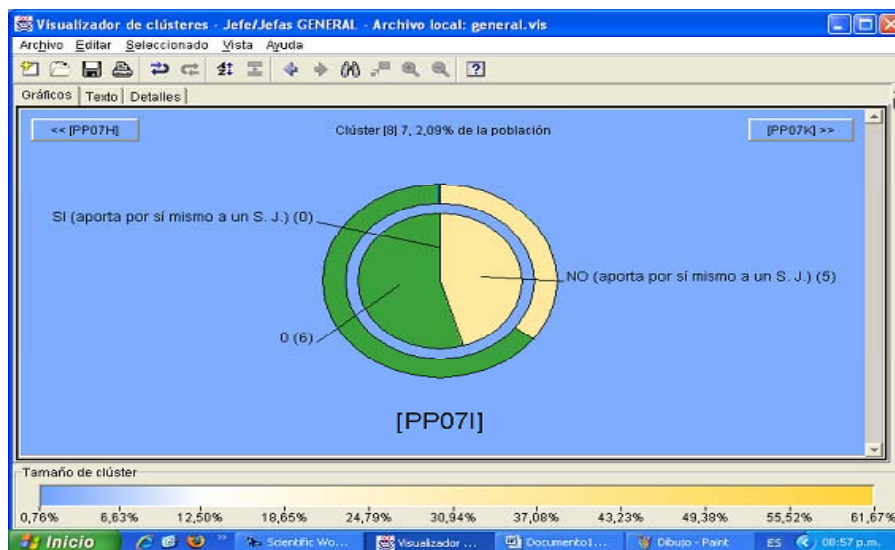 Visualizador de clústeres - Jefe/Jefas GENERAL - Archivo local: general.vis
Archivo Editar Seleccionado Vista Ayuda
Gráficos Texto Detalles
<< [PP07H] Clúster [8] 7, 2,09% de la población [PP07K] >>
SI (aporta por sí mismo a un S. J.) (0)
NO (aporta por sí mismo a un S. J.) (5)
0 (6)
[PP07I]
Tamaño de clúster
0,76% 6,63% 12,50% 18,65% 24,79% 30,94% 37,08% 43,23% 49,38% 55,52% 61,67%
Inicio Scientific Wo... Visualizador ... Documento1... Dibujo - Paint ES 08:57 p.m.